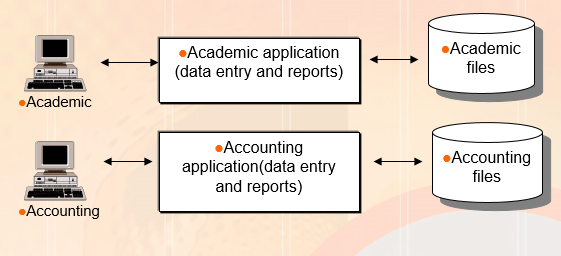 ●Academic application
(data entry and reports)
●Academic
files
●Academic
●Accounting
application(data entry
and reports)
●Accounting
files
●Accounting